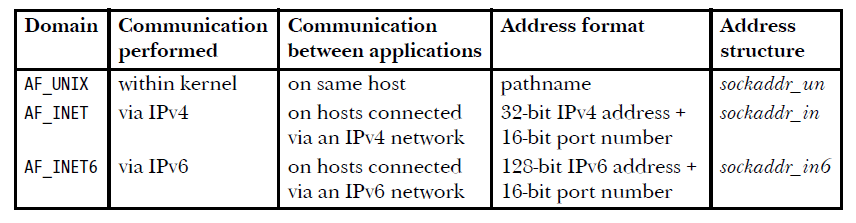 Domain Communication Communication Address format Address
performed between applications structure
AF_UNIX within kernel on same host pathname sockaddr_un
AF_INET via IPv4 on hosts connected 32-bit IPv4 address + sockaddr_in
via an IPv4 network 16-bit port number
AF_INET6 via IPv6 on hosts connected 128-bit IPv6 address + sockaddr_in6
via an IPv6 network 16-bit port number